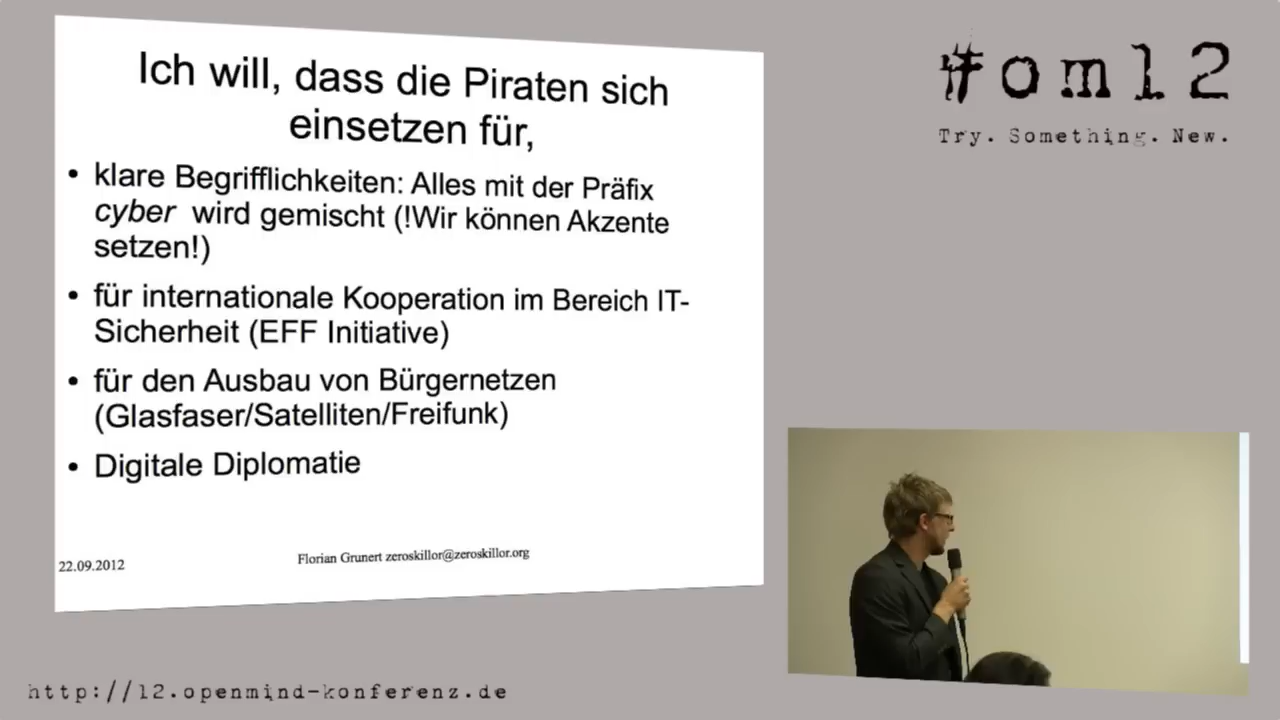 Ich will, dass die Piraten sich
einsetzen für,
• klare Begrifflichkeiten: Alles mit der Präfix
cyber wird gemischt (!Wir können Akzente
setzen!)
• für internationale Kooperation im Bereich IT-
Sicherheit (EFF Initiative)
• für den Ausbau von Bürgernetzen
(Glasfaser/Satelliten/Freifunk)
• Digitale Diplomatie
22.09.2012
Florian Grunert zeroskillor@zeroskillor.org
#om12
Try. Something. New.
http://12.openmind-konferenz.de